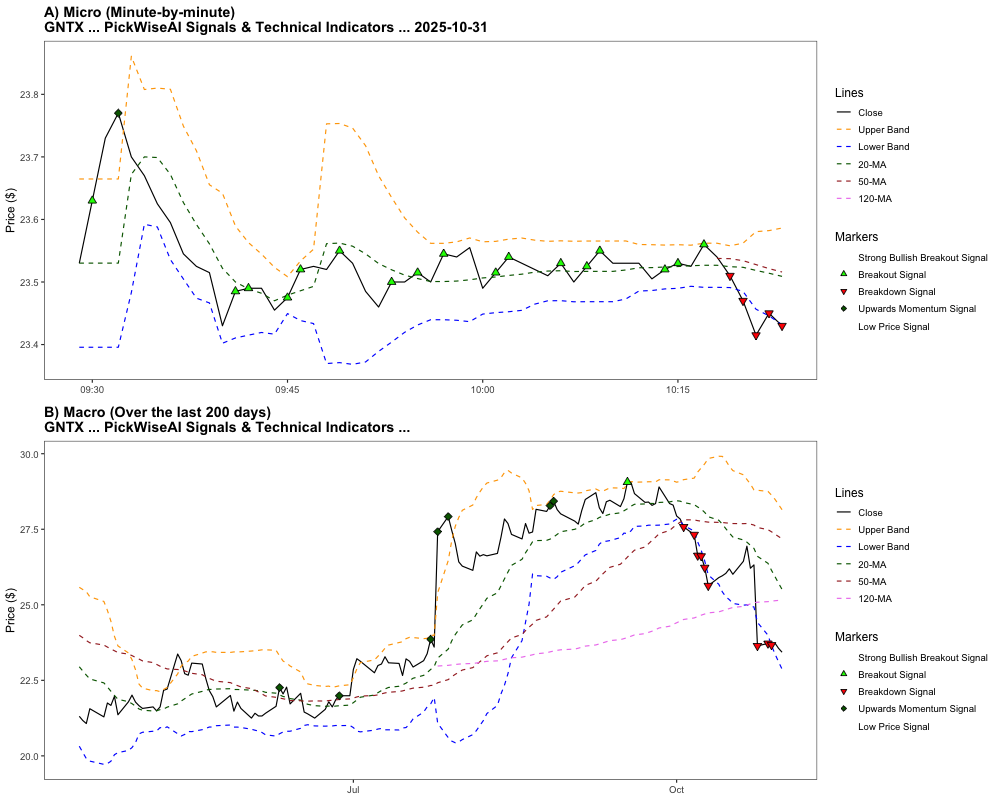 A) Micro (Minute-by-minute)
GNTX ... PickWiseAI Signals & Technical Indicators ... 2025-10-31
Price ($)
23.8
23.7
23.6
23.5
23.4
09:30
09:45
10:00
10:15
Lines
Close
Upper Band
Lower Band
20-MA
50-MA
120-MA
Markers
Strong Bullish Breakout Signal
Breakout Signal
Breakdown Signal
Upwards Momentum Signal
Low Price Signal
B) Macro (Over the last 200 days)
GNTX ... PickWiseAI Signals & Technical Indicators ...
Price ($)
30.0
27.5
25.0
22.5
20.0
Jul
Oct
Lines
Close
Upper Band
Lower Band
20-MA
50-MA
120-MA
Markers
Strong Bullish Breakout Signal
Breakout Signal
Breakdown Signal
Upwards Momentum Signal
Low Price Signal